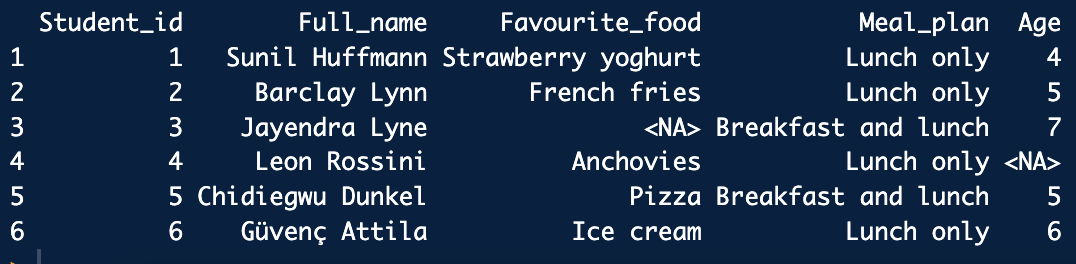 Student_id Full_name Favourite_food Meal_plan Age
1 1 Sunil Huffmann Strawberry yoghurt Lunch only 4
2 2 Barclay Lynn French fries Lunch only 5
3 3 Jayendra Lyne <NA> Breakfast and lunch 7
4 4 Leon Rossini Anchovies Lunch only <NA>
5 5 Chidiegwu Dunkel Pizza Breakfast and lunch 5
6 6 Güvenç Attila Ice cream Lunch only 6